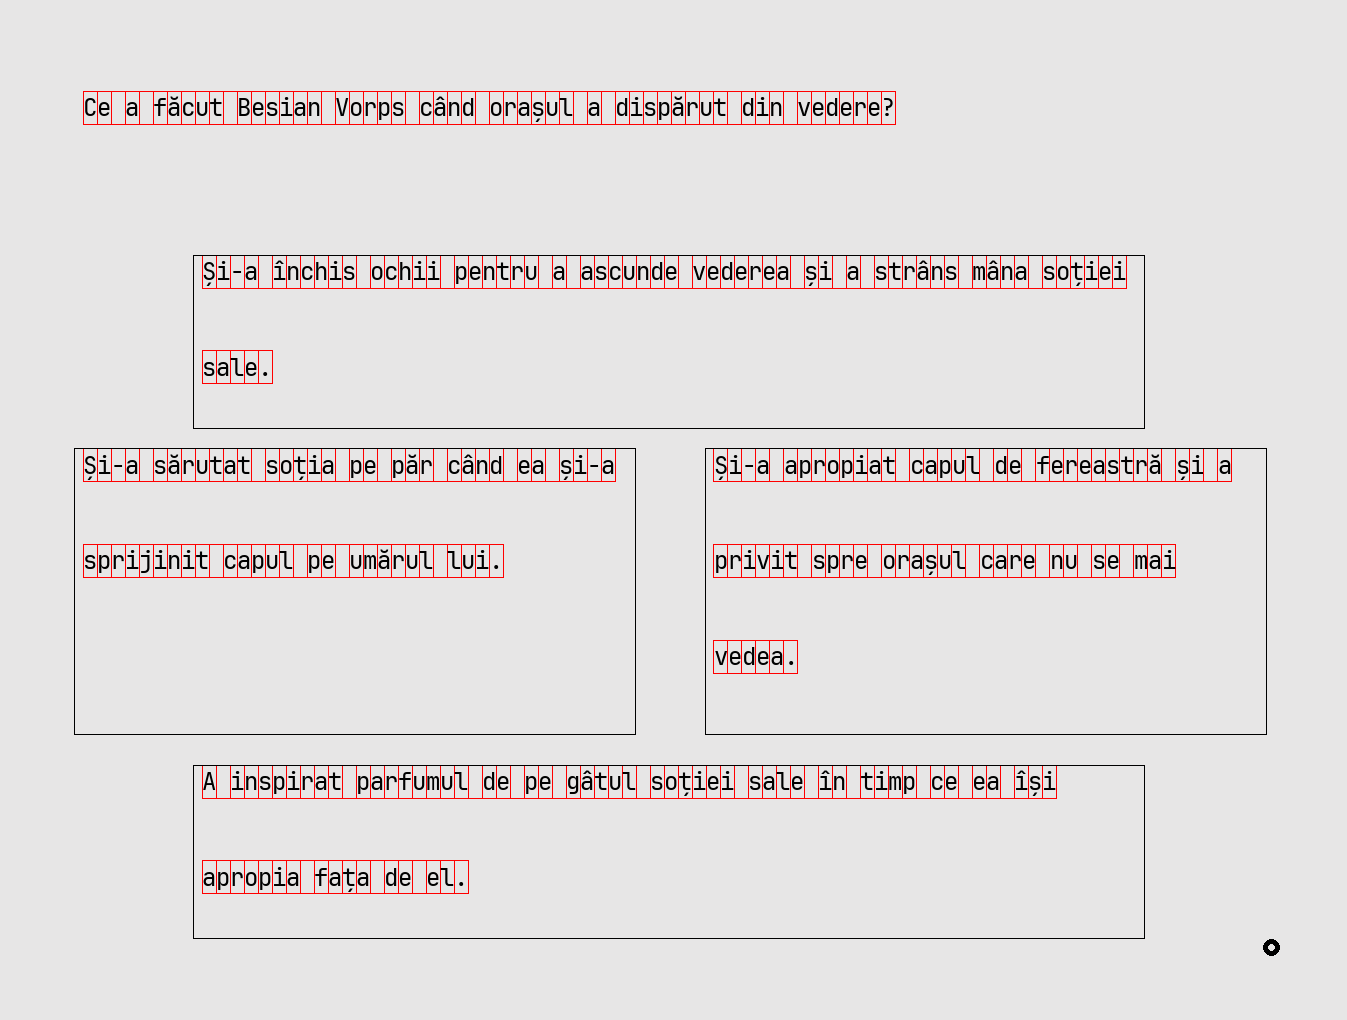 Ce a făcut Besian Vorps când orașul a dispărut din vedere?
Și-a închis ochii pentru a ascunde vederea și a strâns mâna soției
sale.
Și-a sărutat soția pe păr când ea și-a
sprijinit capul pe umărul lui.
Și-a apropiat capul de fereastră și a
privit spre orașul care nu se mai
vedea.
A inspirat parfumul de pe gâtul soției sale în timp ce ea își
apropia fața de el.